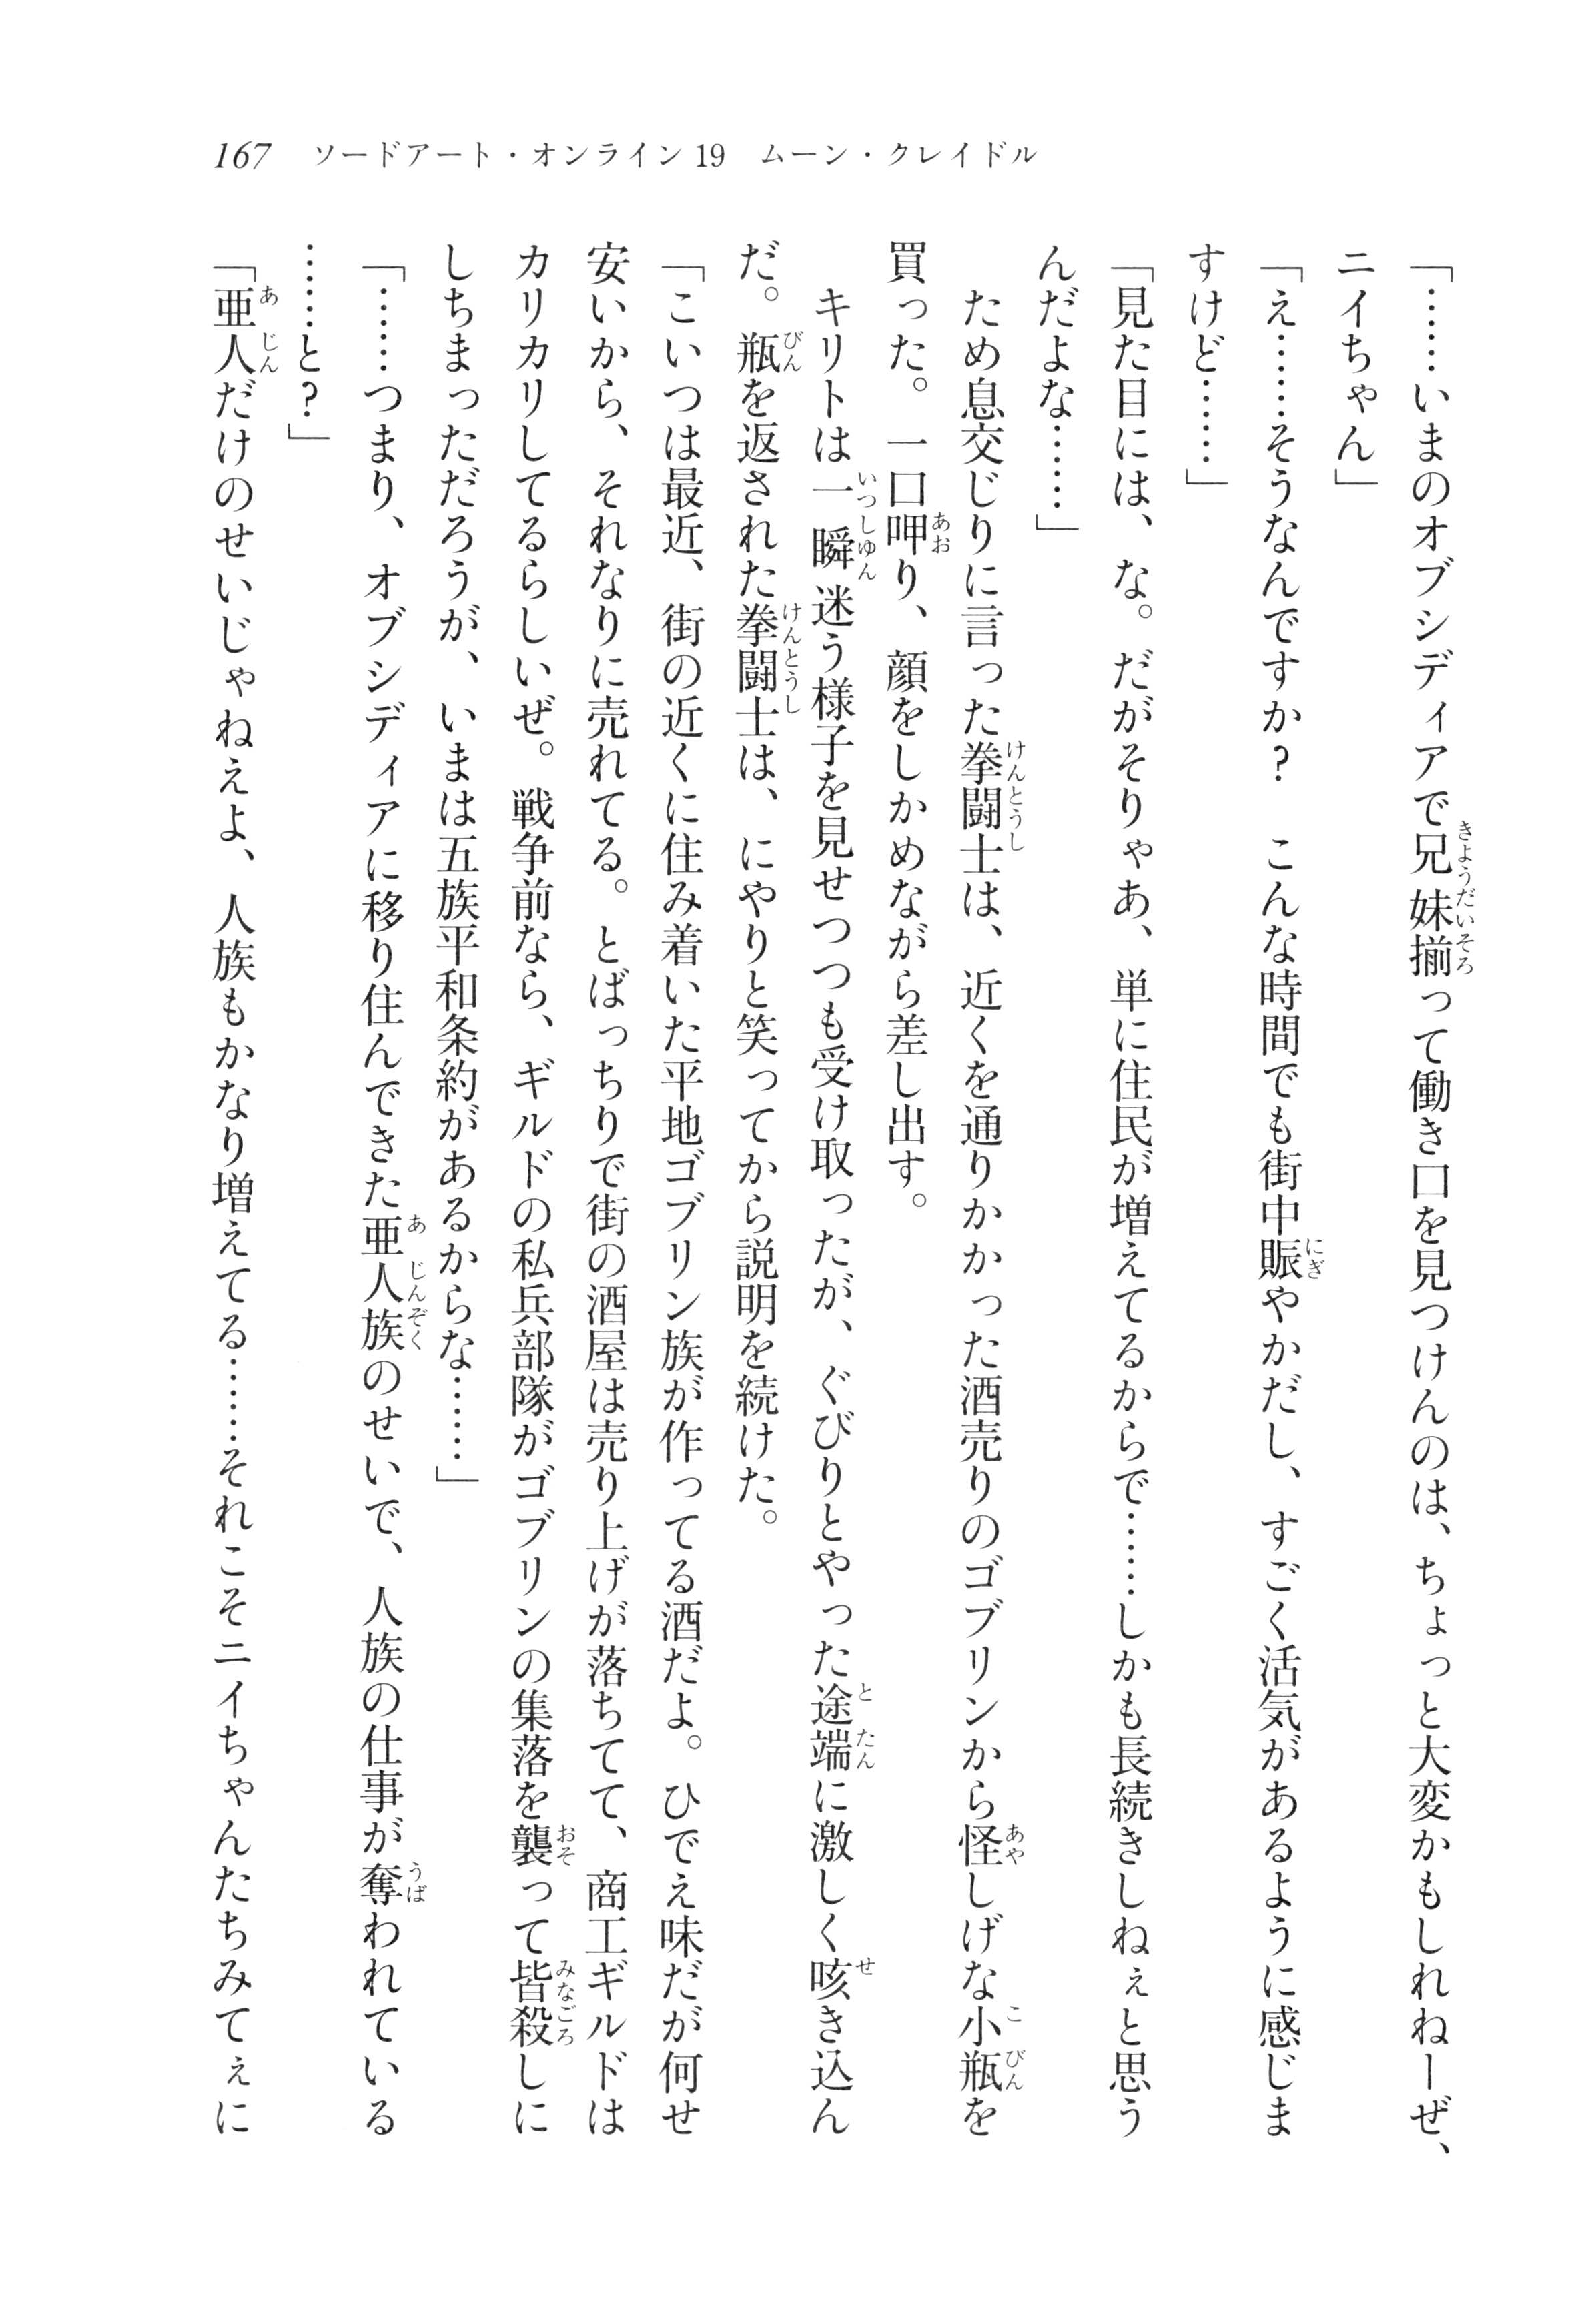 167　ソードアート・オンライン19　ムーン・クレイドル
「……いまのオブシディアで兄妹揃って働き口を見つけんのは、ちょっと大変かもしれねーぜ、
ニイちゃん」
「え……そうなんですか？　こんな時間でも街中賑やかだし、すごく活気があるように感じま
すけど……」
「見た目には、な。だがそりゃあ、単に住民が増えてるからで……しかも長続きしねぇと思う
んだよな……」
　ため息交じりに言った拳闘士は、近くを通りかかった酒売りのゴブリンから怪しげな小瓶を
買った。一口呷り、顔をしかめながら差し出す。
　キリトは一瞬迷う様子を見せつつも受け取ったが、ぐびりとやった途端に激しく咳き込ん
だ。瓶を返された拳闘士は、にやりと笑ってから説明を続けた。
「こいつは最近、街の近くに住み着いた平地ゴブリン族が作ってる酒だよ。ひでえ味だが何せ
安いから、それなりに売れてる。とばっちりで街の酒屋は売り上げが落ちてて、商工ギルドは
カリカリしてるらしいぜ。戦争前なら、ギルドの私兵部隊がゴブリンの集落を襲って皆殺しに
しちまっただろうが、いまは五族平和条約があるからな……」
「……つまり、オブシディアに移り住んできた亜人族のせいで、人族の仕事が奪われている
……と？」
「亜人だけのせいじゃねえよ、人族もかなり増えてる……それこそニイちゃんたちみてぇに